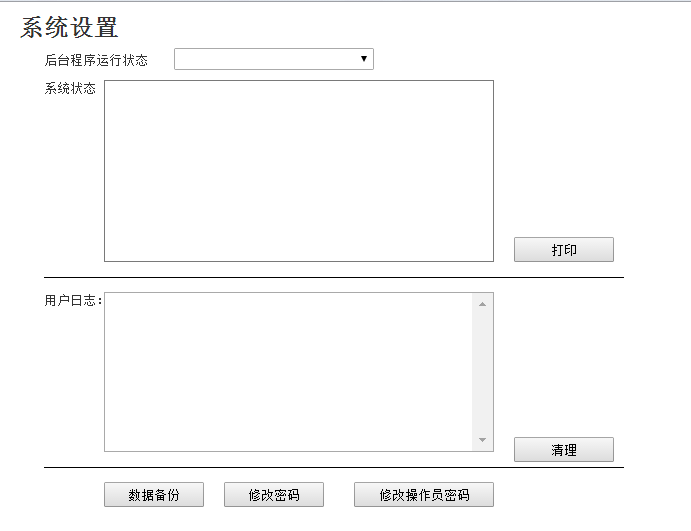 系统设置
后台程序运行状态
系统状态
打印
用户日志:
清理
数据备份 修改密码 修改操作员密码